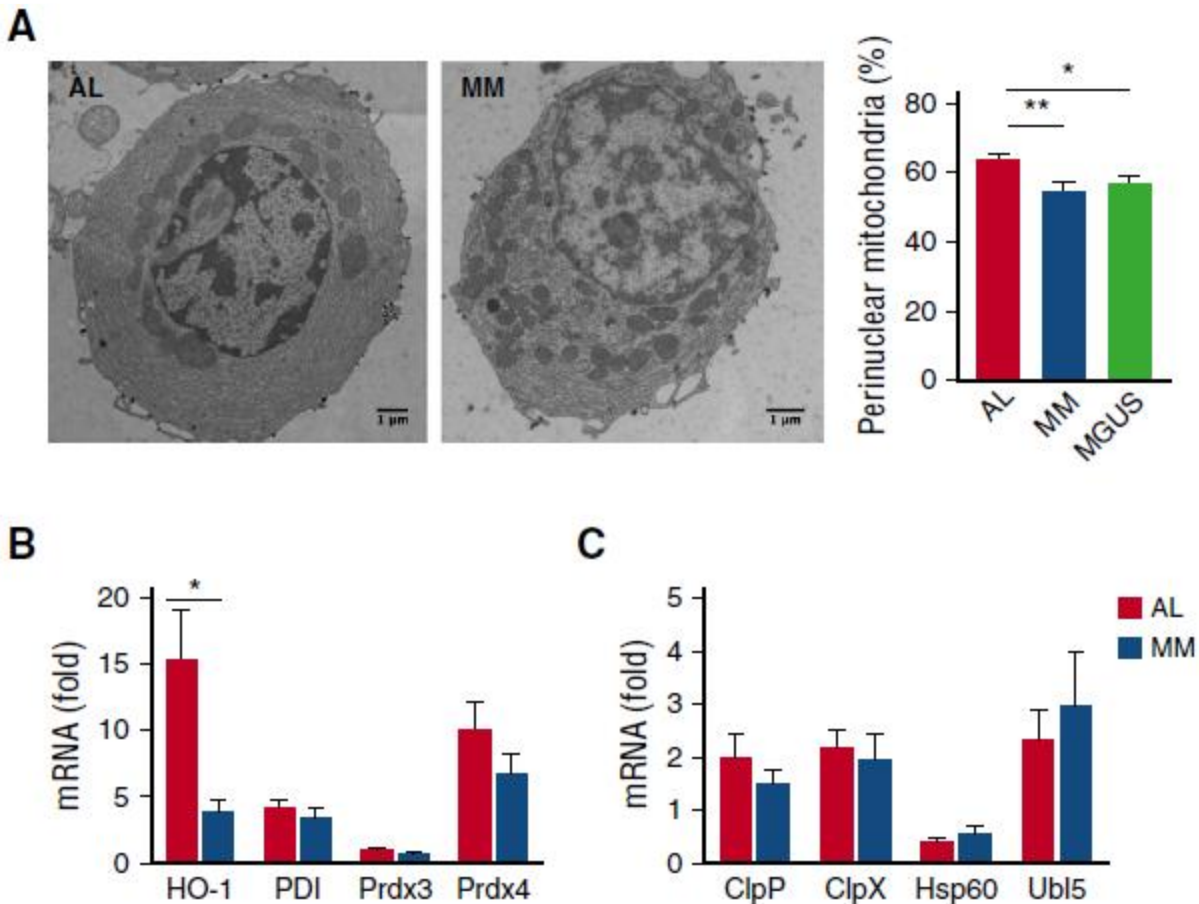 A
AL
1 μm
MM
1 μm
Perinuclear mitochondria (%)
80
60
40
20
0
*
**
AL
MM
MGUS
B
mRNA (fold)
20
15
10
5
0
*
HO-1 PDI Prdx3 Prdx4
C
mRNA (fold)
5
4
3
2
1
0
ClpP ClpX Hsp60 Ubl5
AL
MM